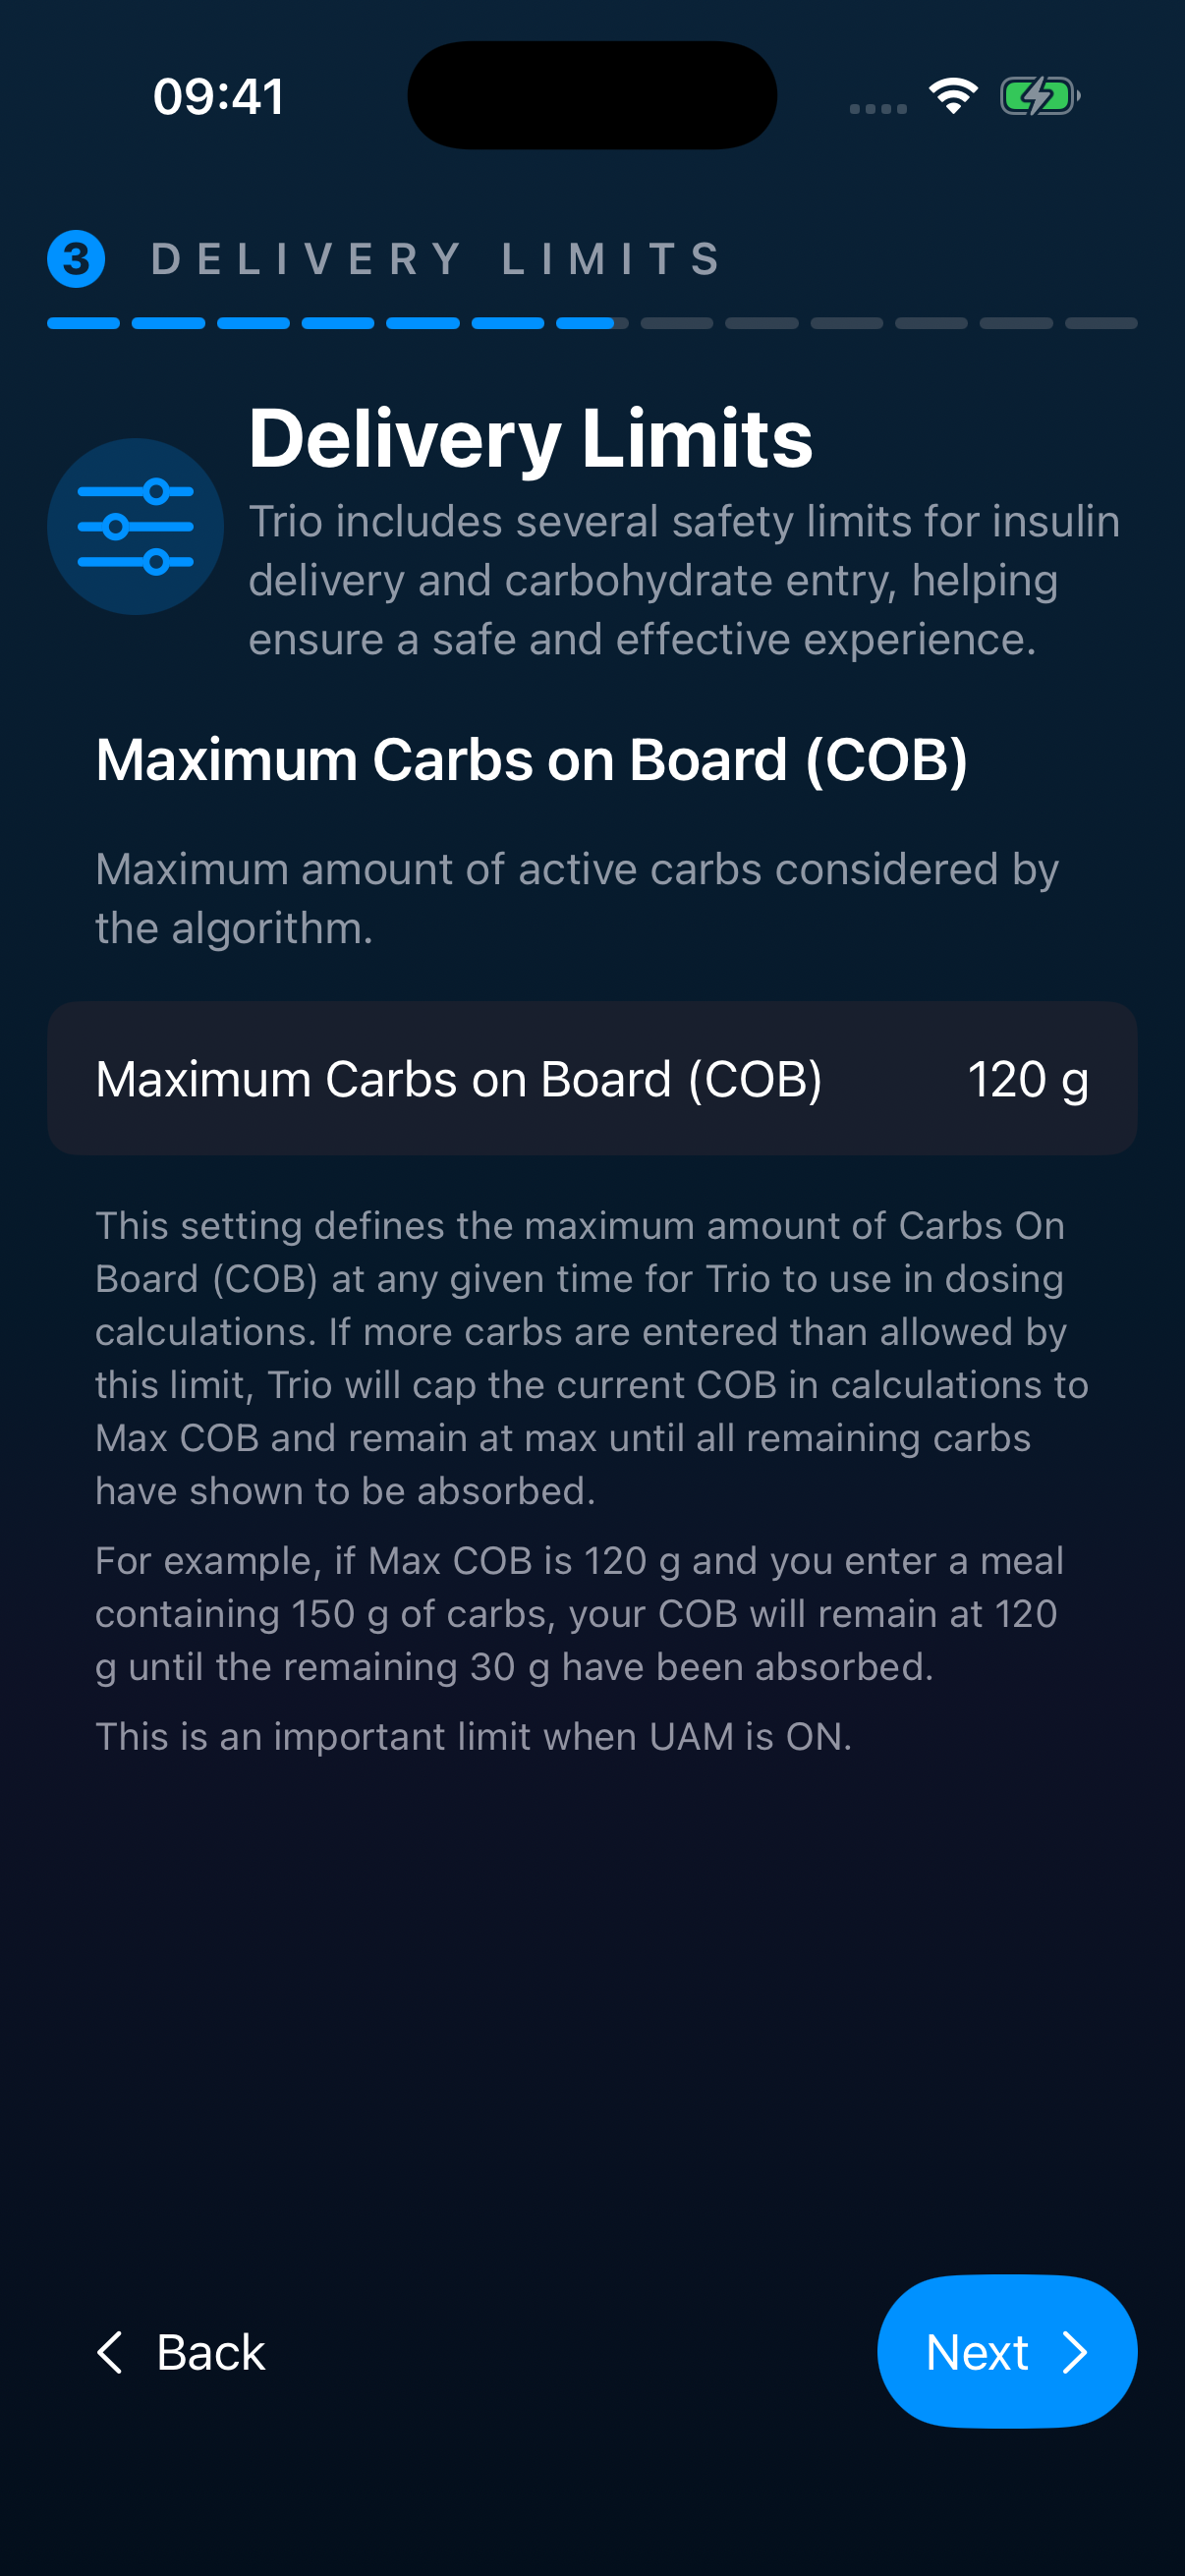 09:41
3 DELIVERY LIMITS
Delivery Limits
Trio includes several safety limits for insulin
delivery and carbohydrate entry, helping
ensure a safe and effective experience.
Maximum Carbs on Board (COB)
Maximum amount of active carbs considered by
the algorithm.
Maximum Carbs on Board (COB) 120 g
This setting defines the maximum amount of Carbs On
Board (COB) at any given time for Trio to use in dosing
calculations. If more carbs are entered than allowed by
this limit, Trio will cap the current COB in calculations to
Max COB and remain at max until all remaining carbs
have shown to be absorbed.
For example, if Max COB is 120 g and you enter a meal
containing 150 g of carbs, your COB will remain at 120
g until the remaining 30 g have been absorbed.
This is an important limit when UAM is ON.
Back
Next